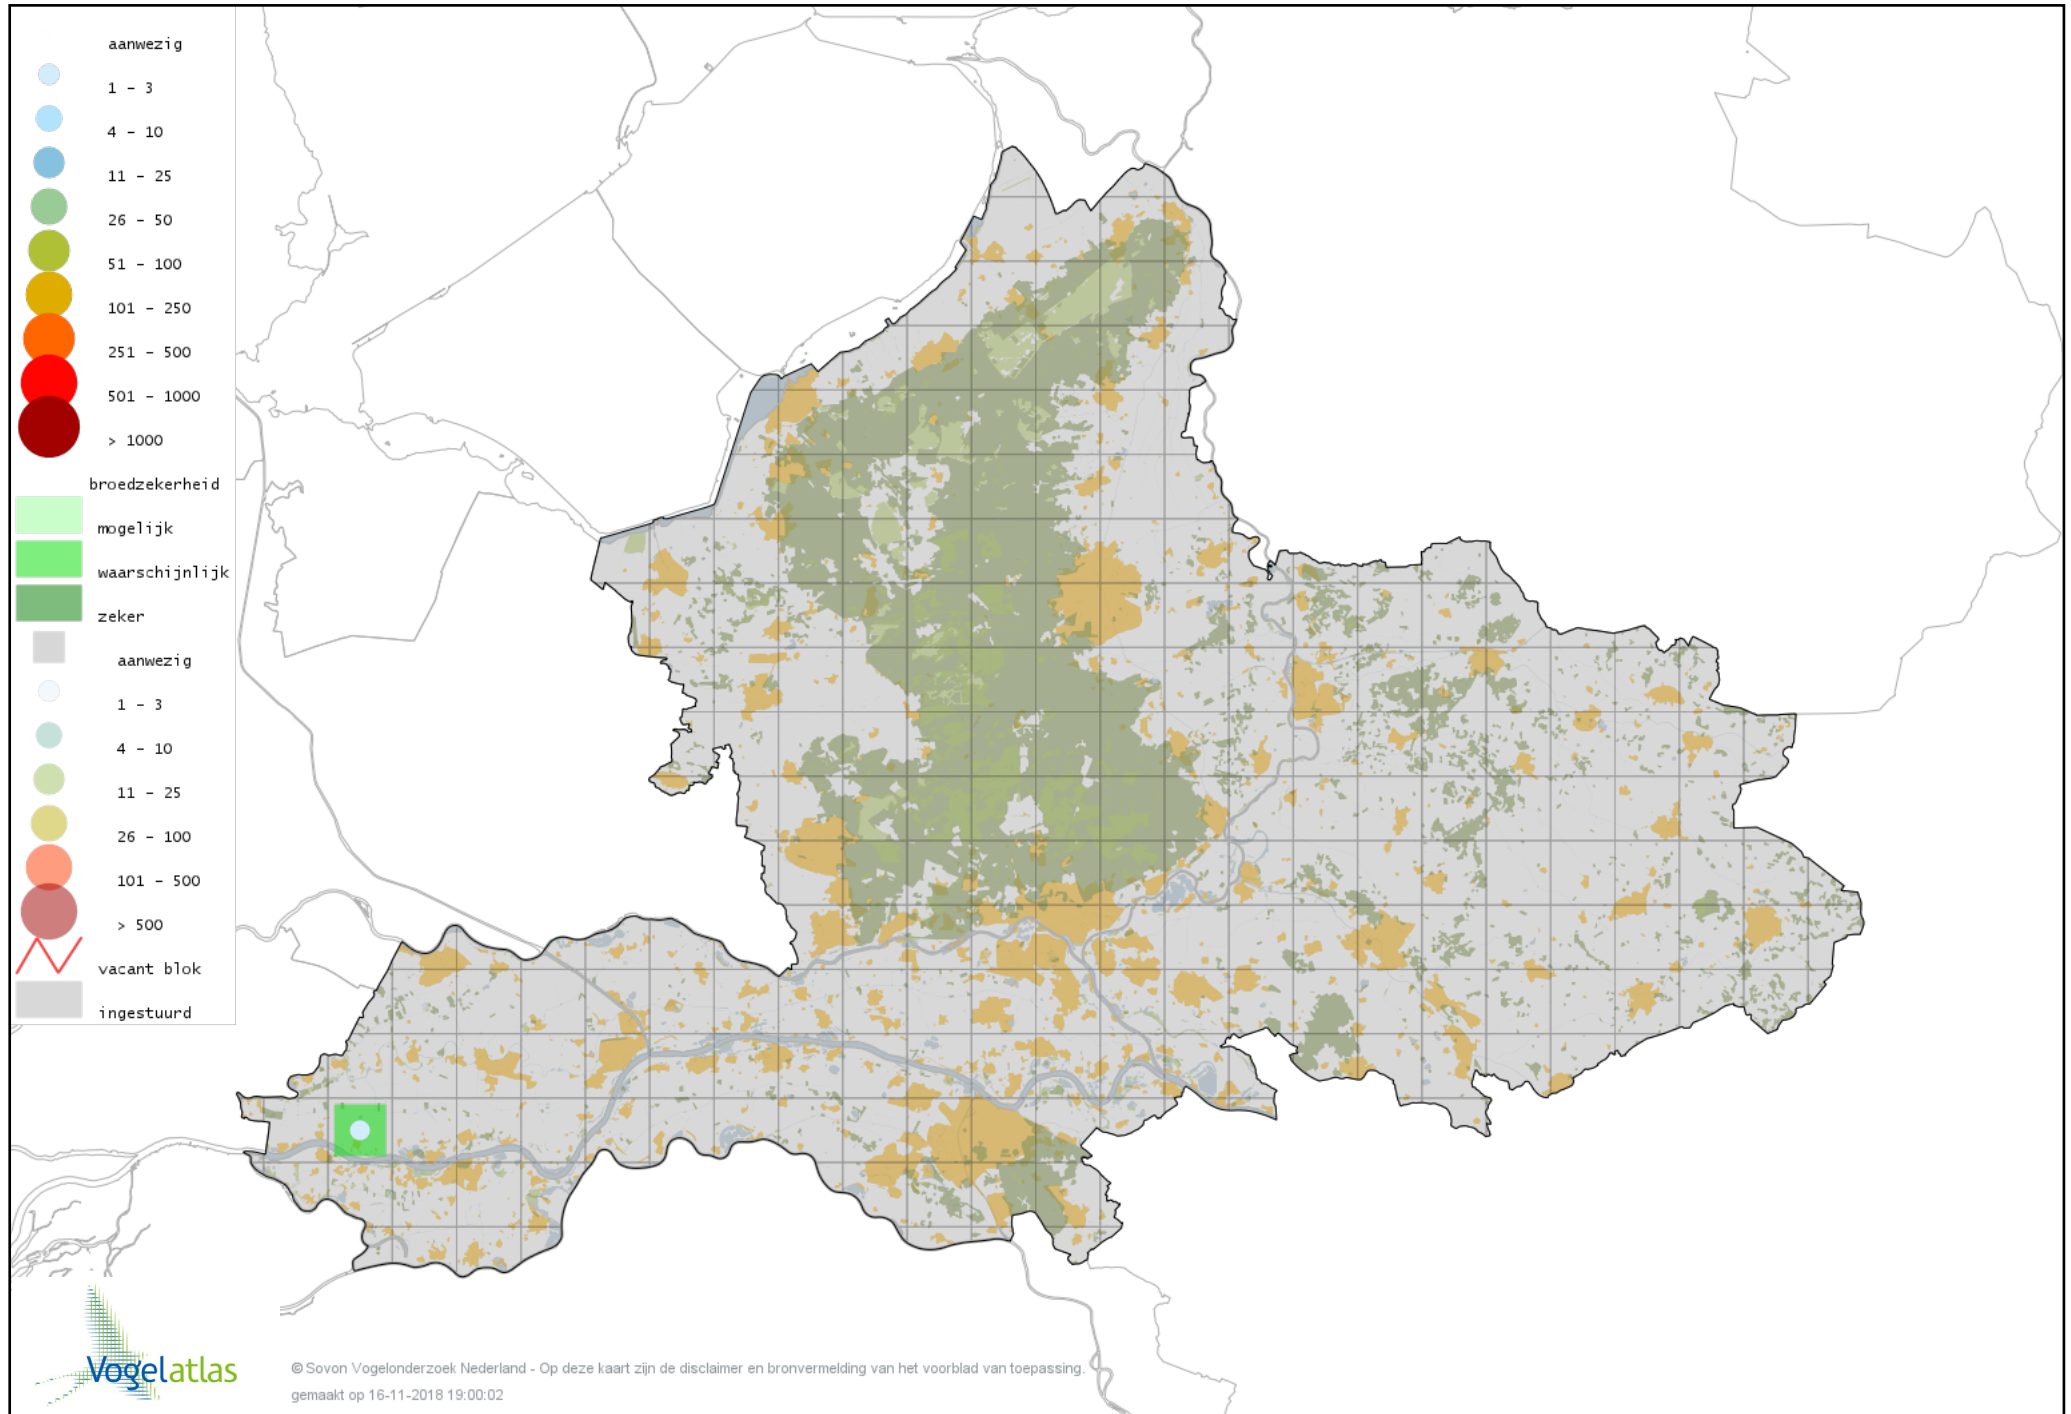 aanwezig
1 - 3
4 - 10
11 - 25
26 - 50
51 - 100
101 - 250
251 - 500
501 - 1000
> 1000
broedzekerheid
mogelijk
waarschijnlijk
zeker
aanwezig
1 - 3
4 - 10
11 - 25
26 - 100
101 - 500
> 500
vacant blok
ingestuurd
Vogelatlas
© Sovon Vogelonderzoek Nederland - Op deze kaart zijn de disclaimer en bronvermelding van het voorblad van toepassing.
gemaakt op 16-11-2018 19:00:02